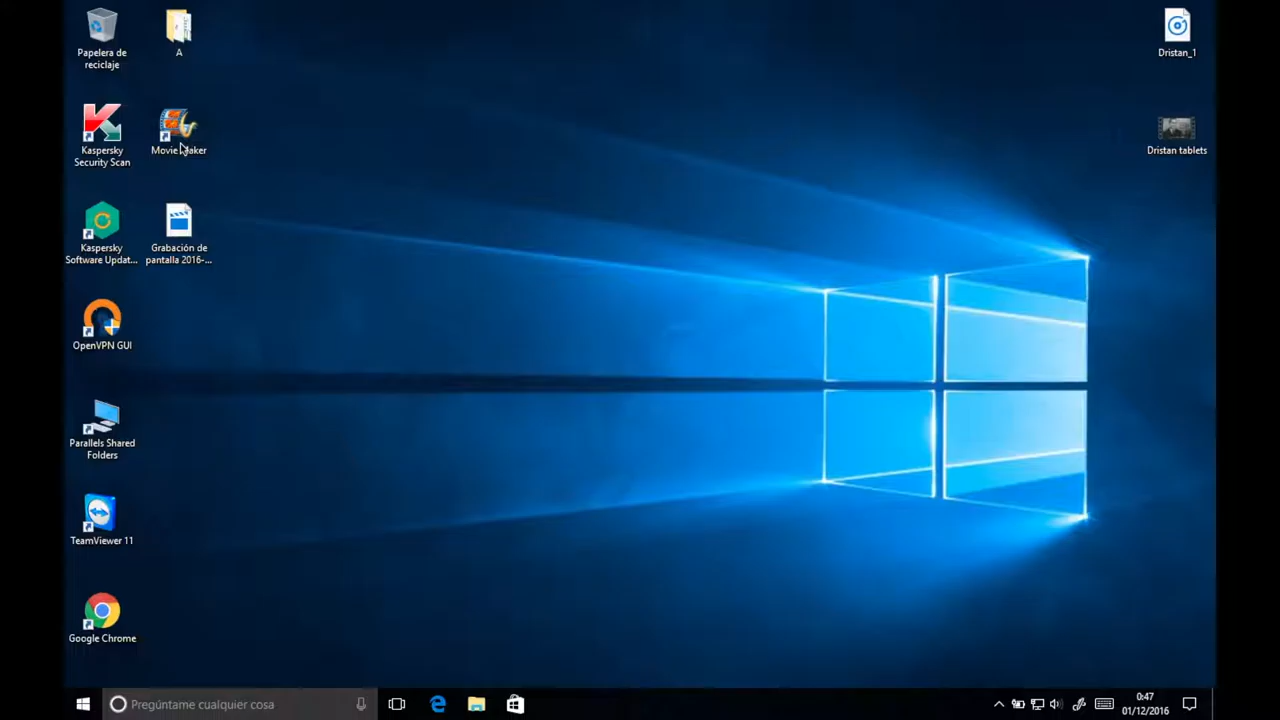 Papelera de
reciclaje
A
Dristan_1
Kaspersky
Security Scan
Movie Maker
Dristan tablets
Kaspersky
Software Updat...
Grabación de
pantalla 2016-...
OpenVPN GUI
Parallels Shared
Folders
TeamViewer 11
Google Chrome
Pregúntame cualquier cosa
0:47
01/12/2016